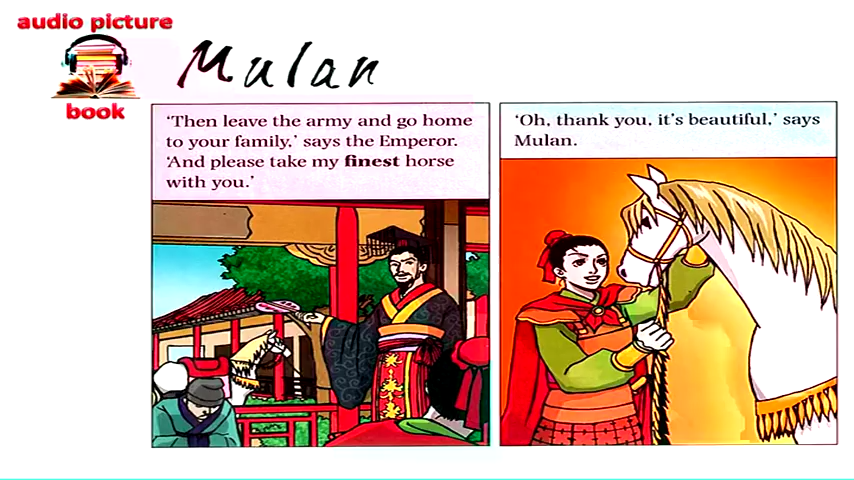 audio picture
book
Mulan
'Then leave the army and go home
to your family,' says the Emperor.
'And please take my finest horse
with you.'
'Oh, thank you, it's beautiful,' says
Mulan.